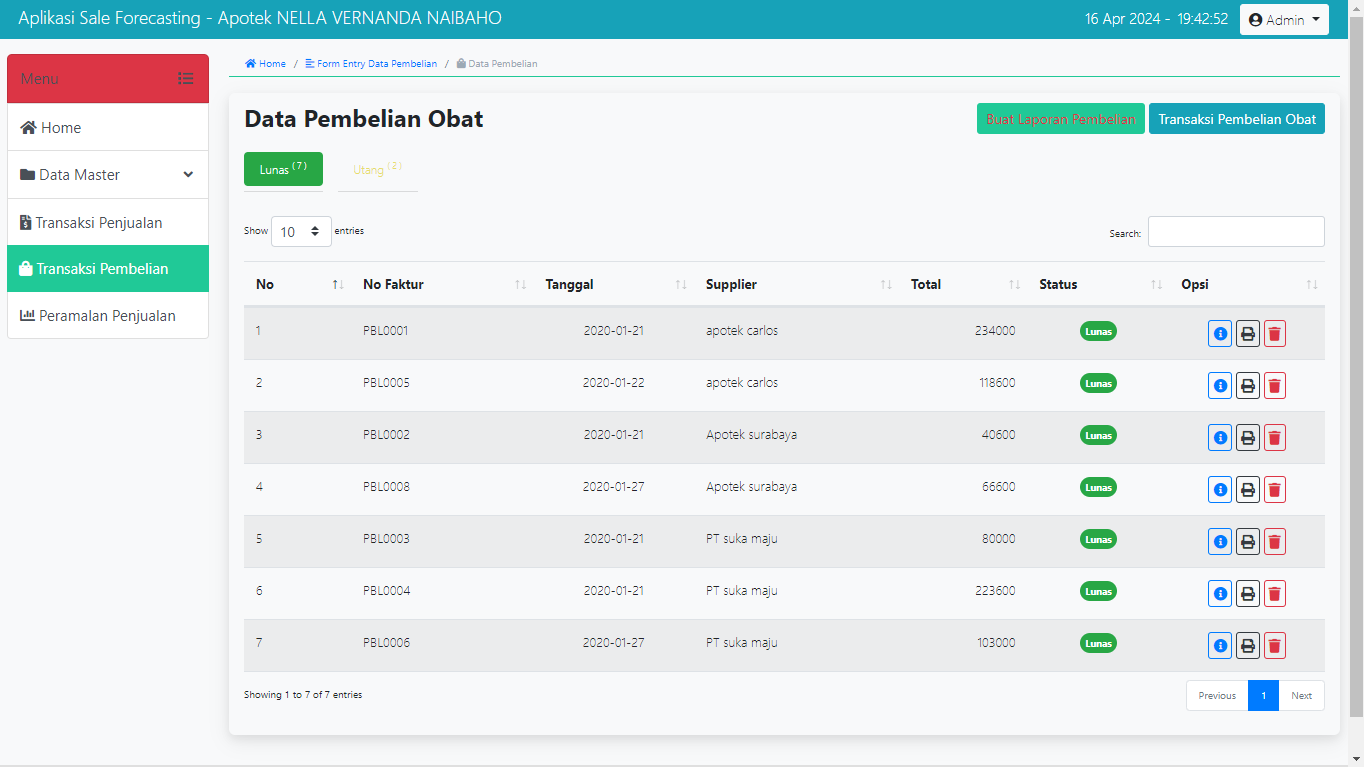 Aplikasi Sale Forecasting - Apotek NELLA VERNANDA NAIBAHO
16 Apr 2024 - 19:42:52 Admin
Menu
Home
Data Master
Transaksi Penjualan
Transaksi Pembelian
Peramalan Penjualan
Home / Form Entry Data Pembelian / Data Pembelian
Data Pembelian Obat
Buat Laporan Pembelian Transaksi Pembelian Obat
Lunas (7) Utang (2)
Show 10 entries Search:
No No Faktur Tanggal Supplier Total Status Opsi
1 PBL0001 2020-01-21 apotek carlos 234000 Lunas
2 PBL0005 2020-01-22 apotek carlos 118600 Lunas
3 PBL0002 2020-01-21 Apotek surabaya 40600 Lunas
4 PBL0008 2020-01-27 Apotek surabaya 66600 Lunas
5 PBL0003 2020-01-21 PT suka maju 80000 Lunas
6 PBL0004 2020-01-21 PT suka maju 223600 Lunas
7 PBL0006 2020-01-27 PT suka maju 103000 Lunas
Showing 1 to 7 of 7 entries
Previous 1 Next